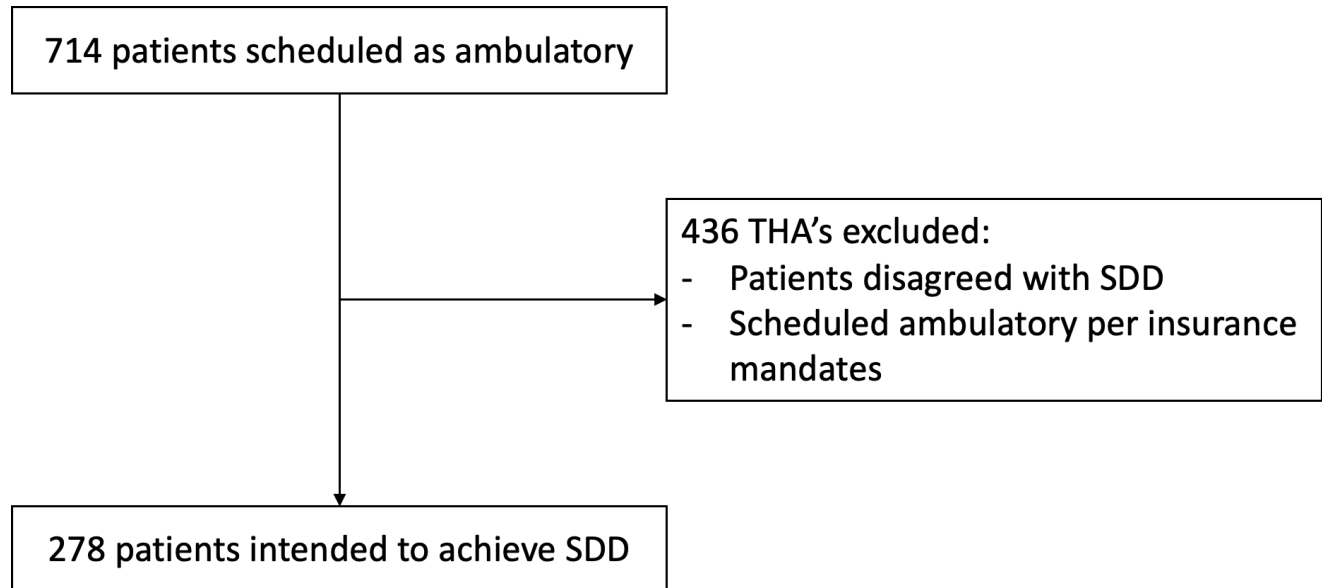 714 patients scheduled as ambulatory
436 THA's excluded:
- Patients disagreed with SDD
- Scheduled ambulatory per insurance
mandates
278 patients intended to achieve SDD